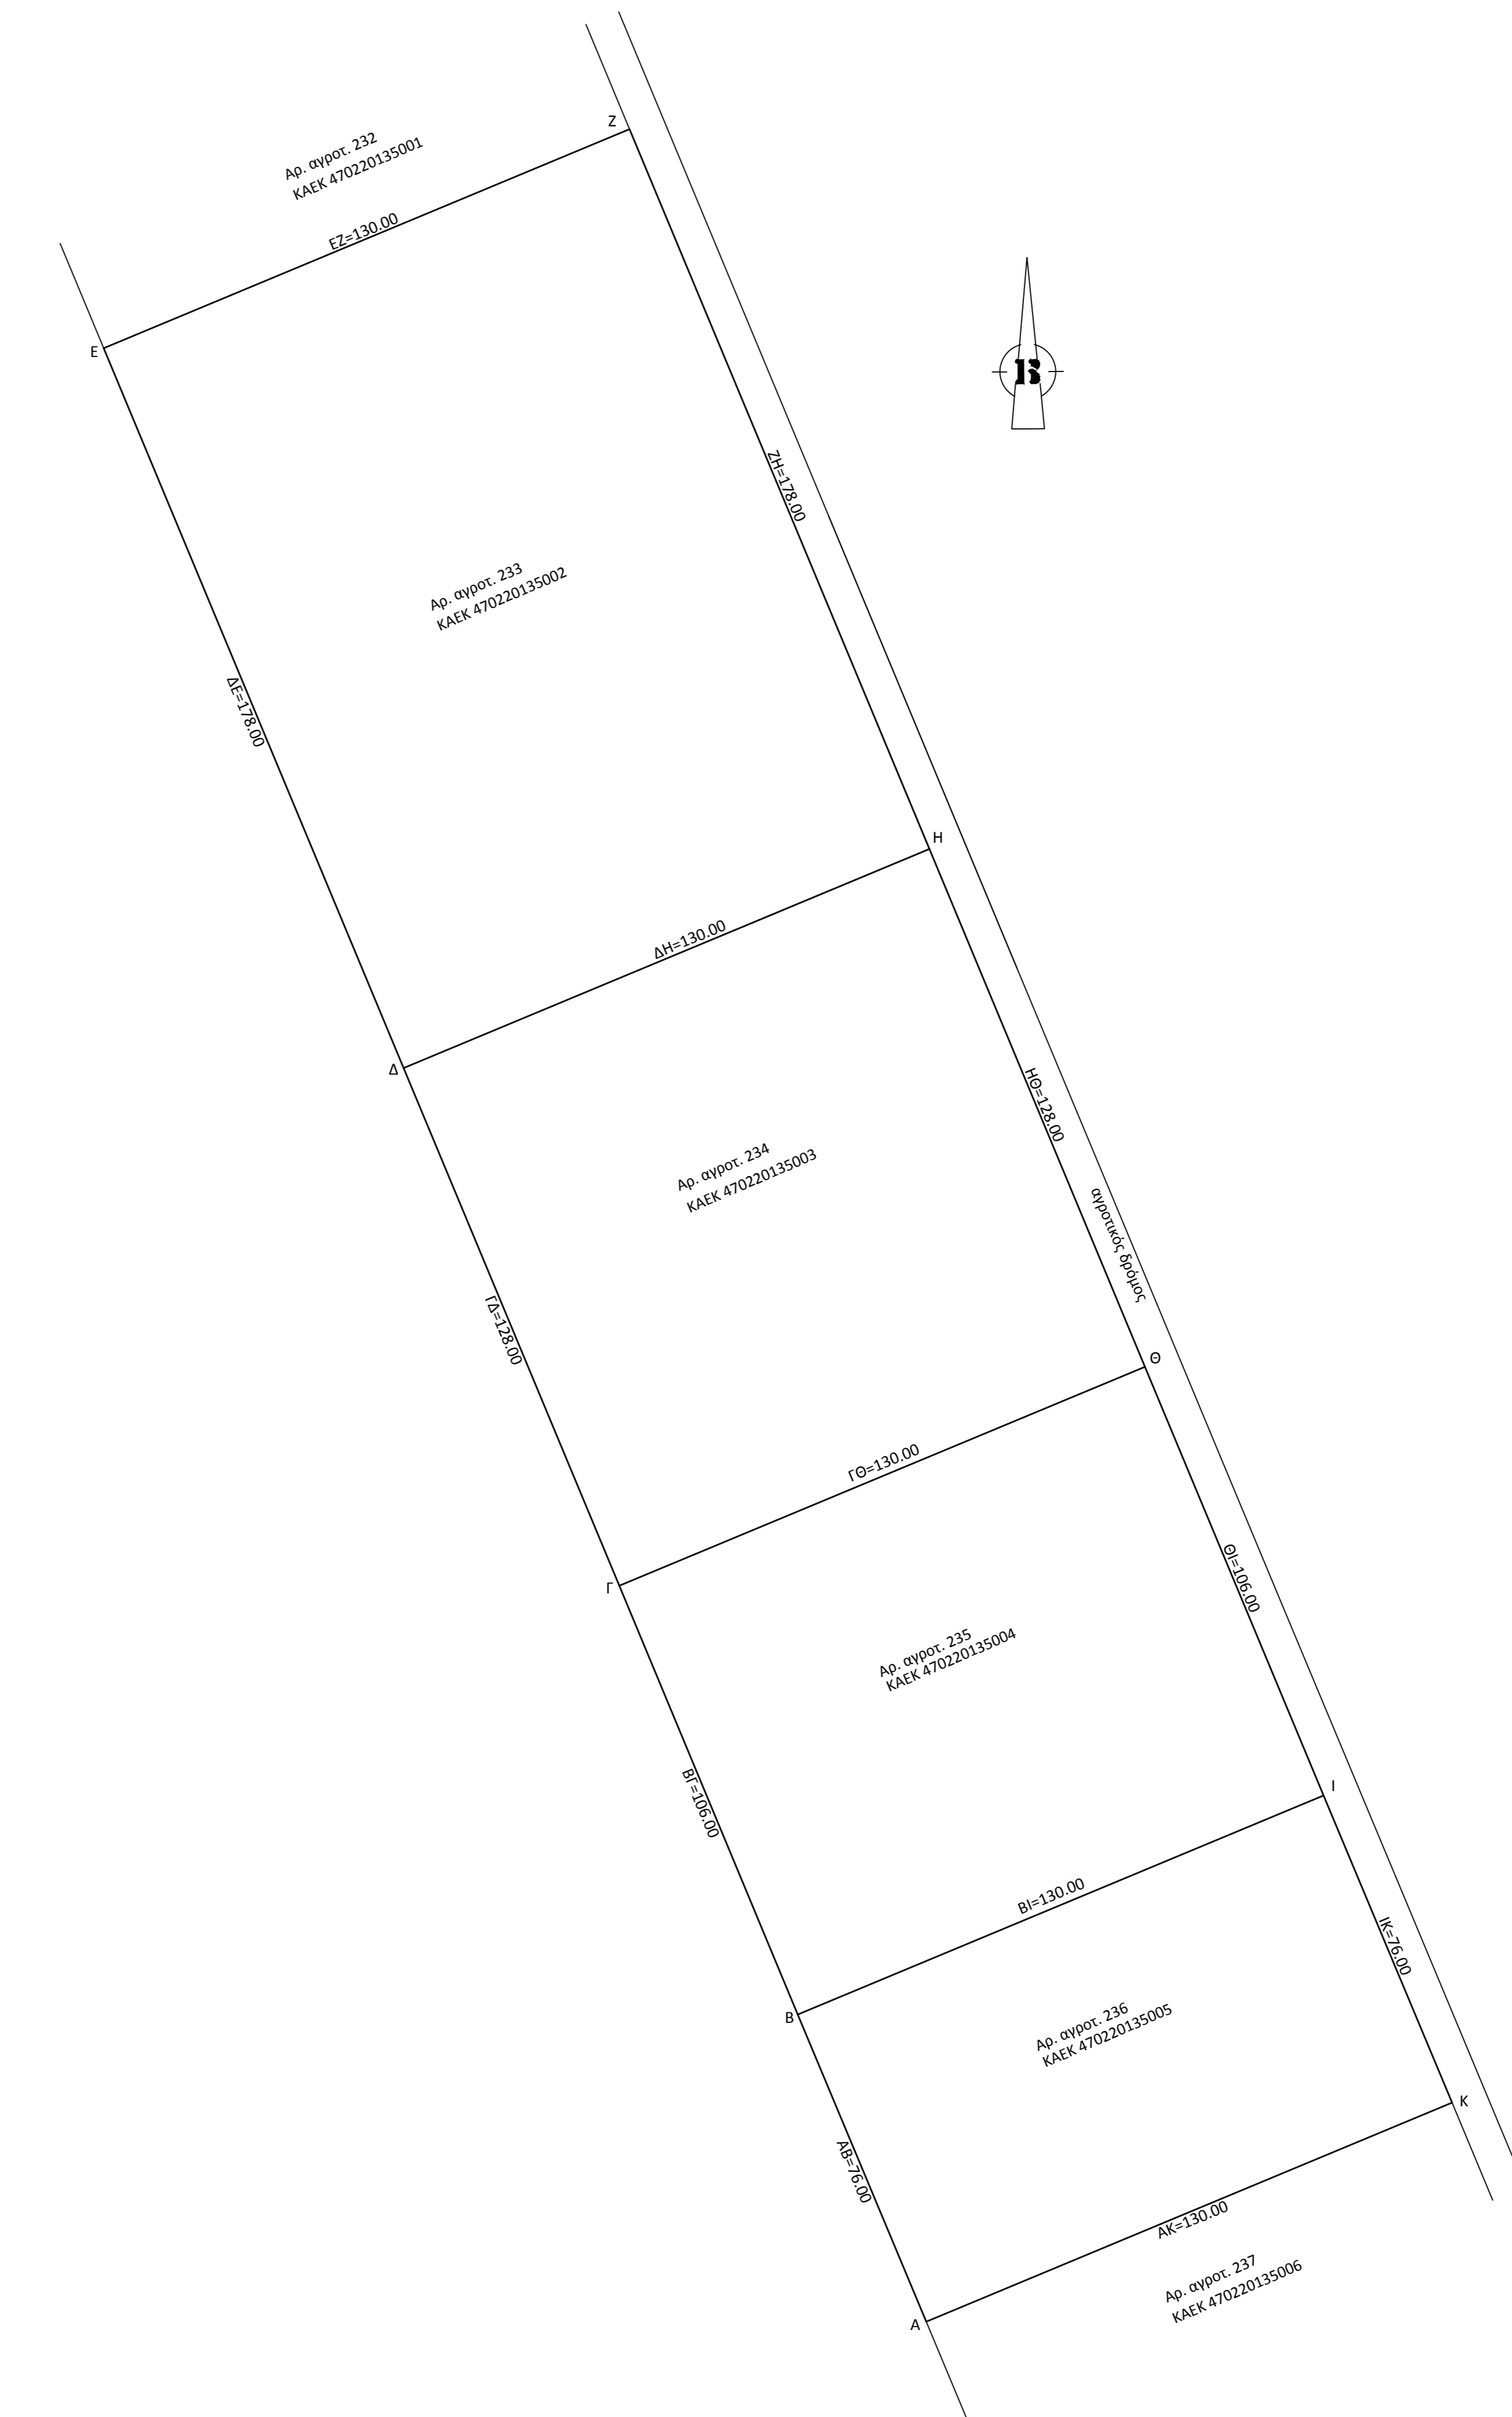 Ζ
Αρ. αγροτ. 232
ΚΑΕΚ 470220135001
ΕΖ=130.00
Ε
Β
ΖΗ=178.00
Αρ. αγροτ. 233
ΚΑΕΚ 470220135002
ΔΕ=178.00
Η
ΔΗ=130.00
Δ
ΗΘ=128.00
Αρ. αγροτ. 234
ΚΑΕΚ 470220135003
αγροτικός δρόμος
ΓΔ=128.00
Θ
ΓΘ=130.00
Γ
ΘΙ=106.00
Αρ. αγροτ. 235
ΚΑΕΚ 470220135004
ΒΓ=106.00
Ι
ΒΙ=130.00
ΙΚ=76.00
Β
Αρ. αγροτ. 236
ΚΑΕΚ 470220135005
Κ
ΑΒ=76.00
ΑΚ=130.00
Αρ. αγροτ. 237
ΚΑΕΚ 470220135006
Α